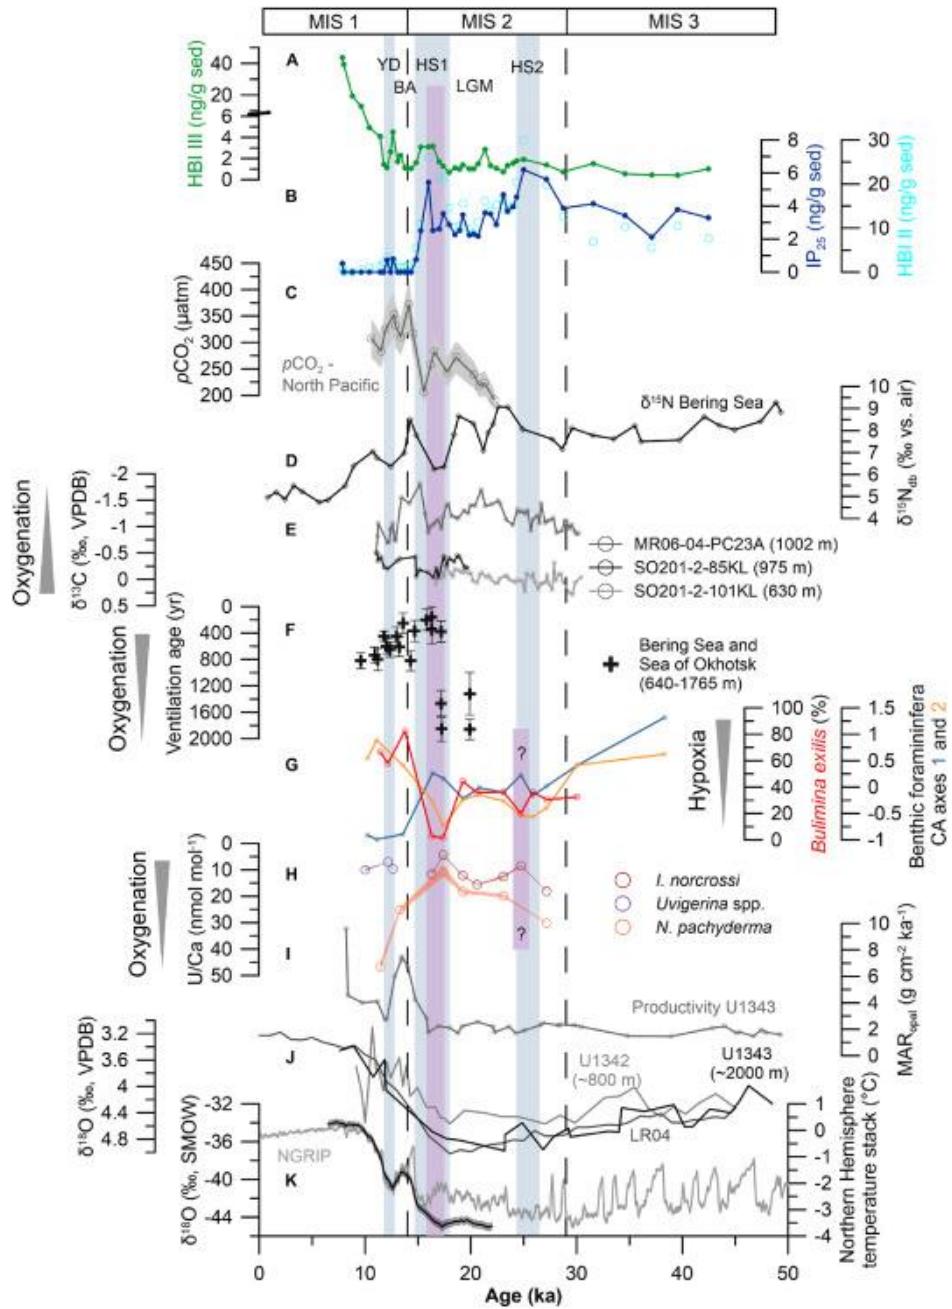 MIS 1
MIS 2
MIS 3
A
YD
BA
HS1
LGM
HS2
HBI III (ng/g sed)
40
20
6
4
2
0
B
IP25 (ng/g sed)
8
6
4
2
0
HBI II (ng/g sed)
30
20
10
0
C
pCO2 (µatm)
450
400
350
300
250
200
pCO2 -
North Pacific
D
δ15N Bering Sea
10
9
8
7
6
5
4
δ15Ndb (‰ vs. air)
E
Oxygenation
δ13C (‰, VPDB)
-2
-1.5
-1
-0.5
0
0.5
MR06-04-PC23A (1002 m)
SO201-2-85KL (975 m)
SO201-2-101KL (630 m)
F
Oxygenation
Ventilation age (yr)
0
400
800
1200
1600
2000
Bering Sea and
Sea of Okhotsk
(640-1765 m)
G
?
Hypoxia
100
80
60
40
20
0
Bulimina exilis (%)
1.5
1
0.5
0
-0.5
-1
Benthic foramininfera
CA axes 1 and 2
H
Oxygenation
U/Ca (nmol mol-1)
0
10
20
30
40
50
?
I. norcrossi
Uvigerina spp.
N. pachyderma
I
Productivity U1343
10
8
6
4
2
0
MARopal (g cm-2 ka-1)
J
δ18O (‰, VPDB)
3.2
3.6
4
4.4
4.8
U1342
(~800 m)
U1343
(~2000 m)
LR04
K
NGRIP
δ18O (‰, SMOW)
-32
-36
-40
-44
1
0
-1
-2
-3
-4
Northern Hemisphere
temperature stack (°C)
0
10
20
30
40
50
Age (ka)